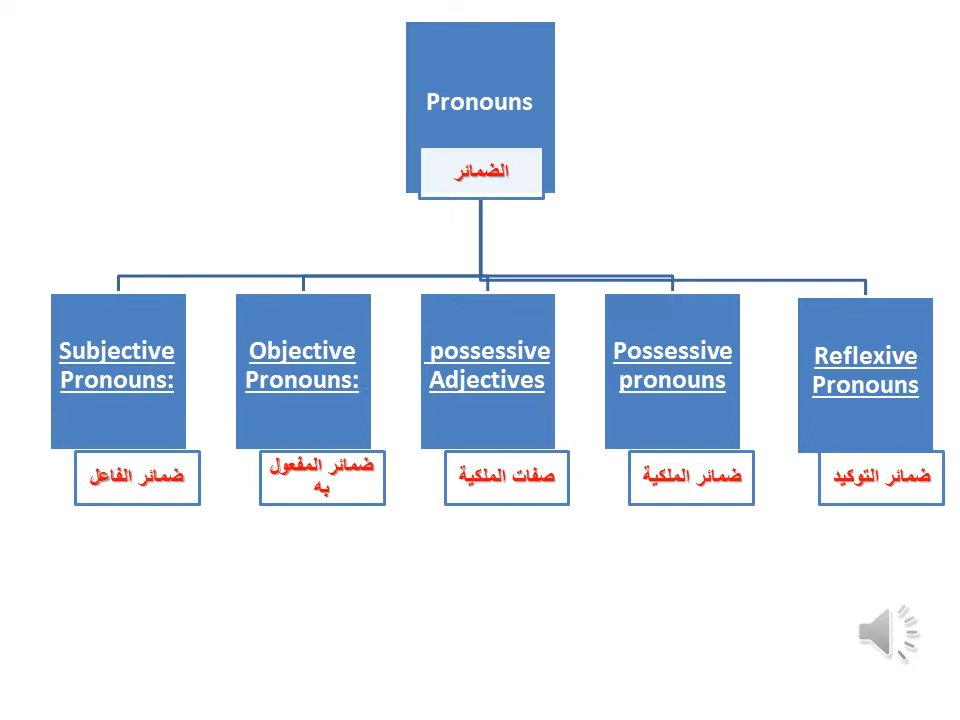 Pronouns
الضمائر
Subjective
Pronouns:
ضمائر الفاعل
Objective
Pronouns:
ضمائر المفعول
به
possessive
Adjectives
صفات الملكية
Possessive
pronouns
ضمائر الملكية
Reflexive
Pronouns
ضمائر التوكيد